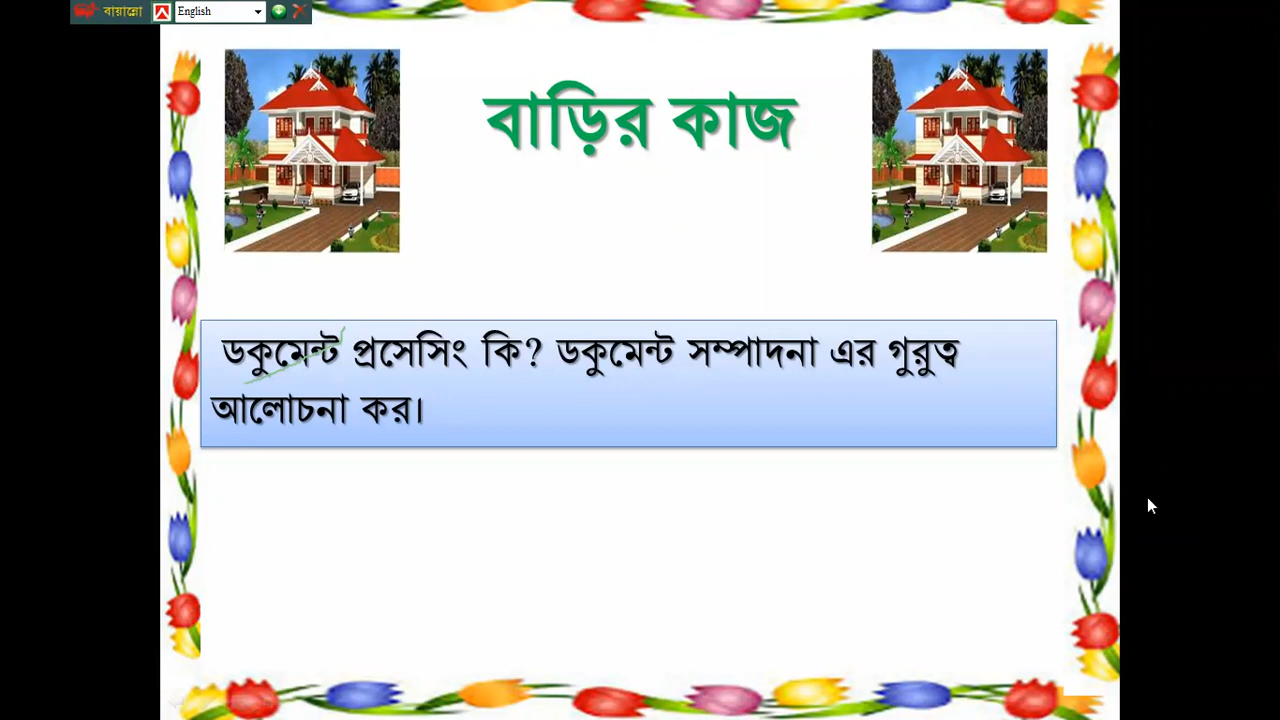 বায়ান্নো English
বাড়ির কাজ
ডকুমেন্ট প্রসেসিং কি? ডকুমেন্ট সম্পাদনা এর গুরুত্ব
আলোচনা কর।